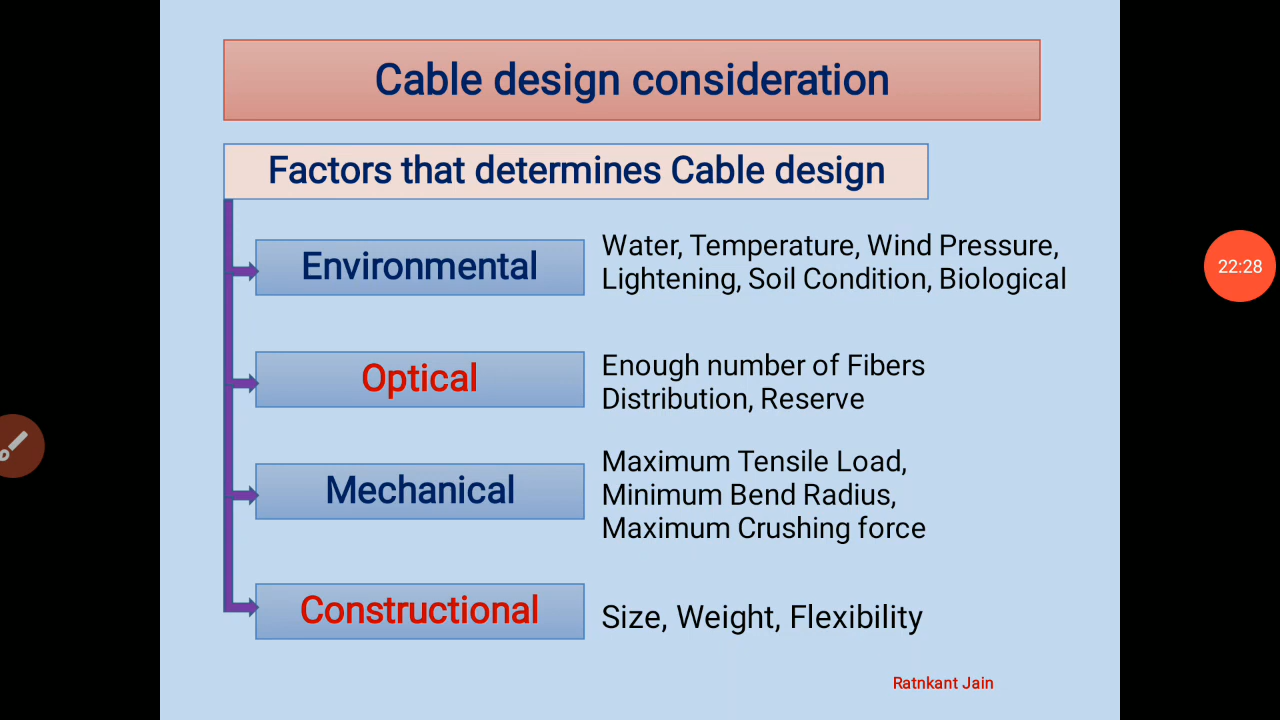 Cable design consideration
Factors that determines Cable design
Environmental
Water, Temperature, Wind Pressure,
Lightening, Soil Condition, Biological
Optical
Enough number of Fibers
Distribution, Reserve
Mechanical
Maximum Tensile Load,
Minimum Bend Radius,
Maximum Crushing force
Constructional
Size, Weight, Flexibility
Ratnkant Jain
22:28